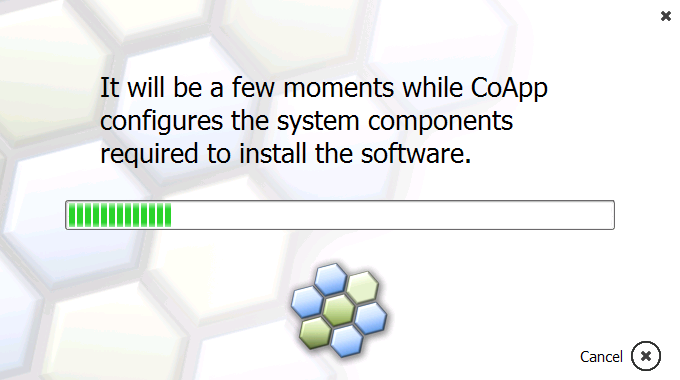 It will be a few moments while CoApp
configures the system components
required to install the software.
Cancel